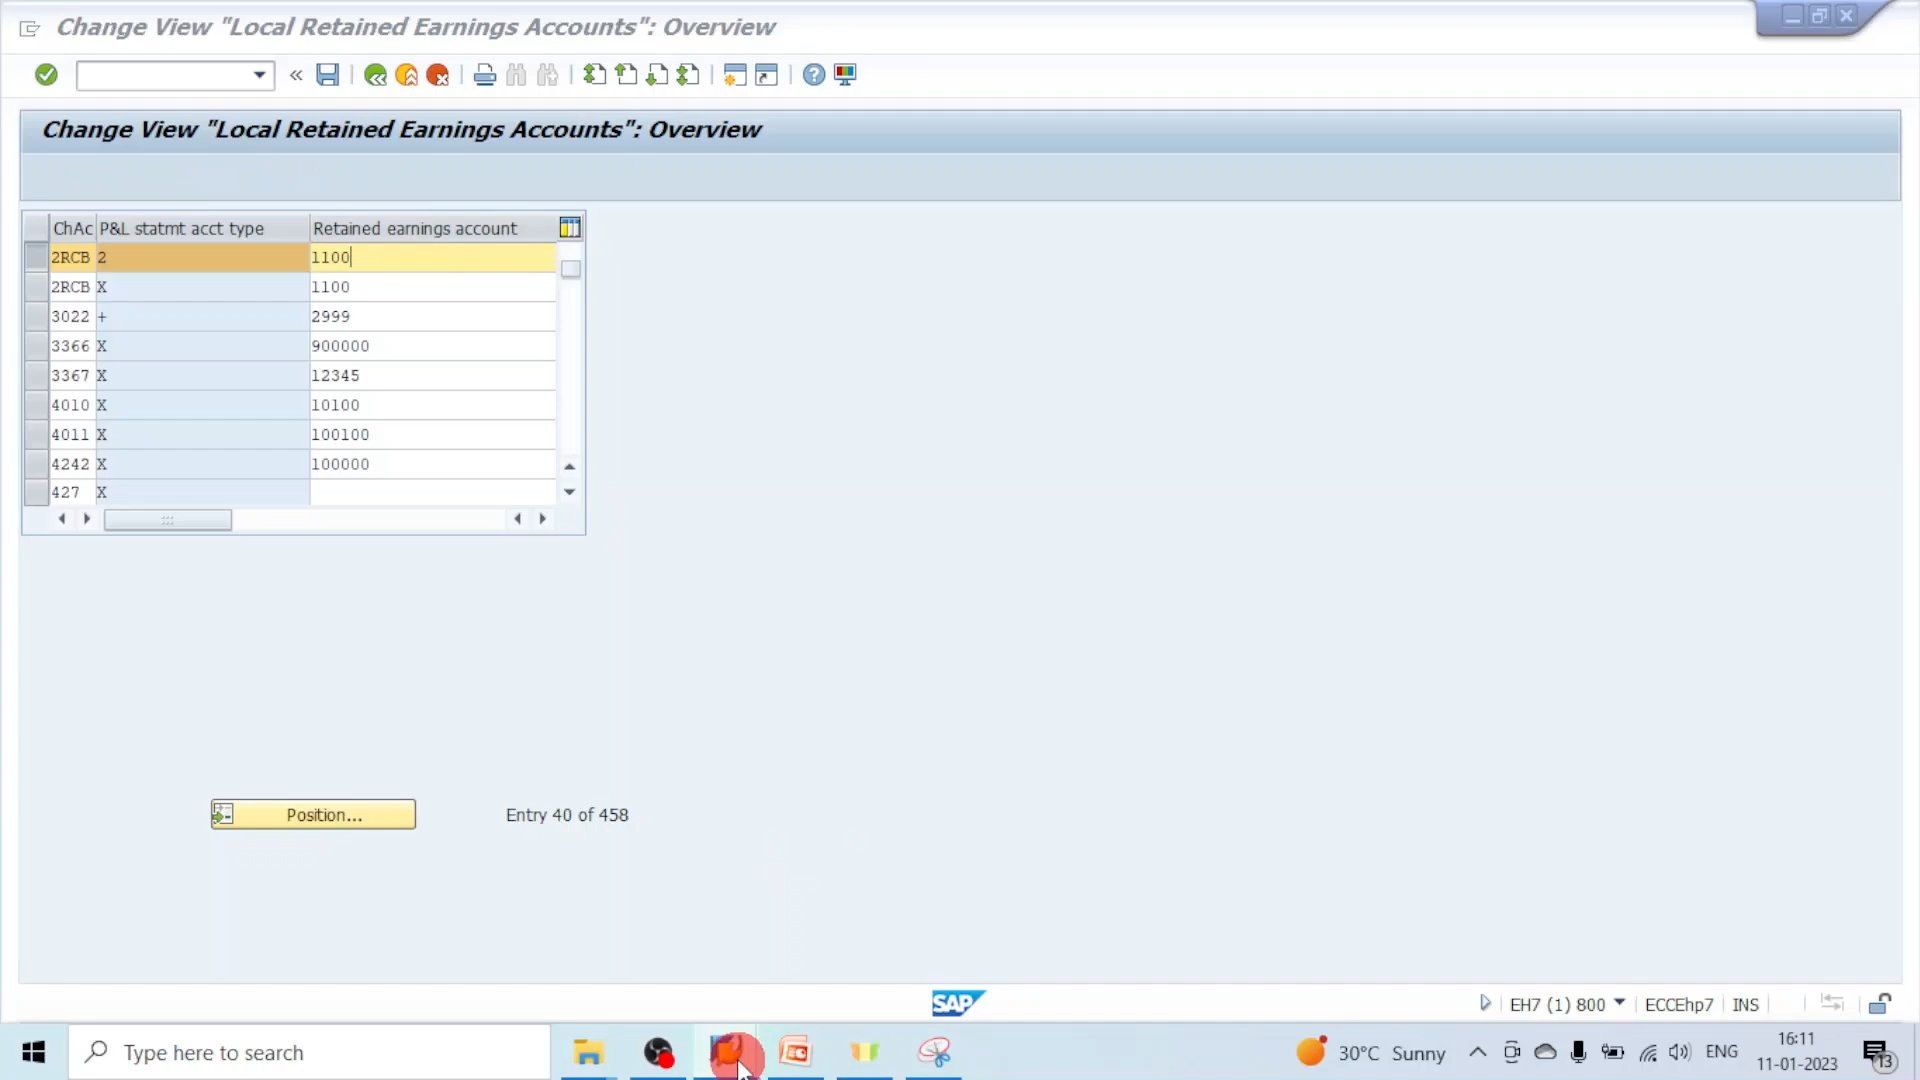 Change View "Local Retained Earnings Accounts": Overview
Change View "Local Retained Earnings Accounts": Overview
ChAc P&L statmt acct type Retained earnings account
2RCB 2 1100
2RCB X 1100
3022 + 2999
3366 X 900000
3367 X 12345
4010 X 10100
4011 X 100100
4242 X 100000
427 X
Position... Entry 40 of 458
SAP
EH7 (1) 800 ECCEhp7 INS
Type here to search
30°C Sunny
ENG
16:11
11-01-2023
13